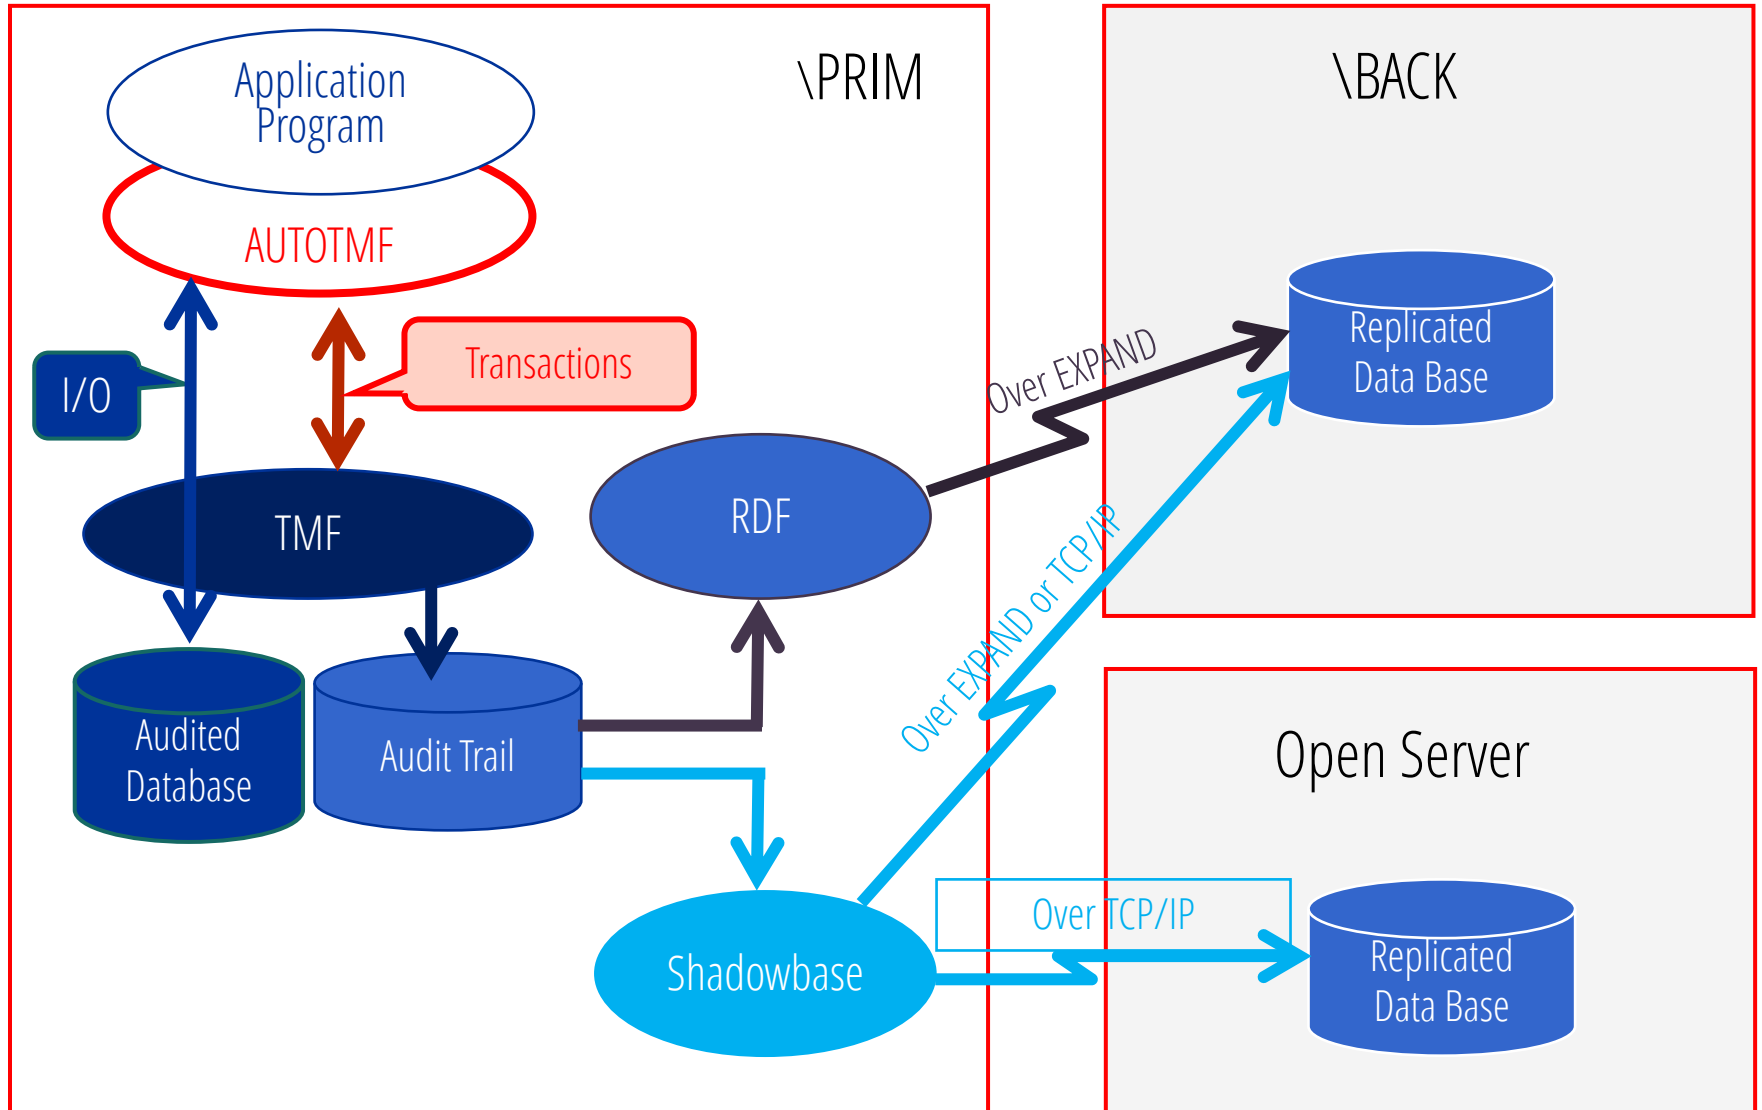 \PRIM
\BACK
Application
Program
AUTOTMF
I/O
Transactions
Over EXPAND
Replicated
Data Base
TMF
RDF
Over EXPAND or TCP/IP
Audited
Database
Audit Trail
Open Server
Over TCP/IP
Shadowbase
Replicated
Data Base